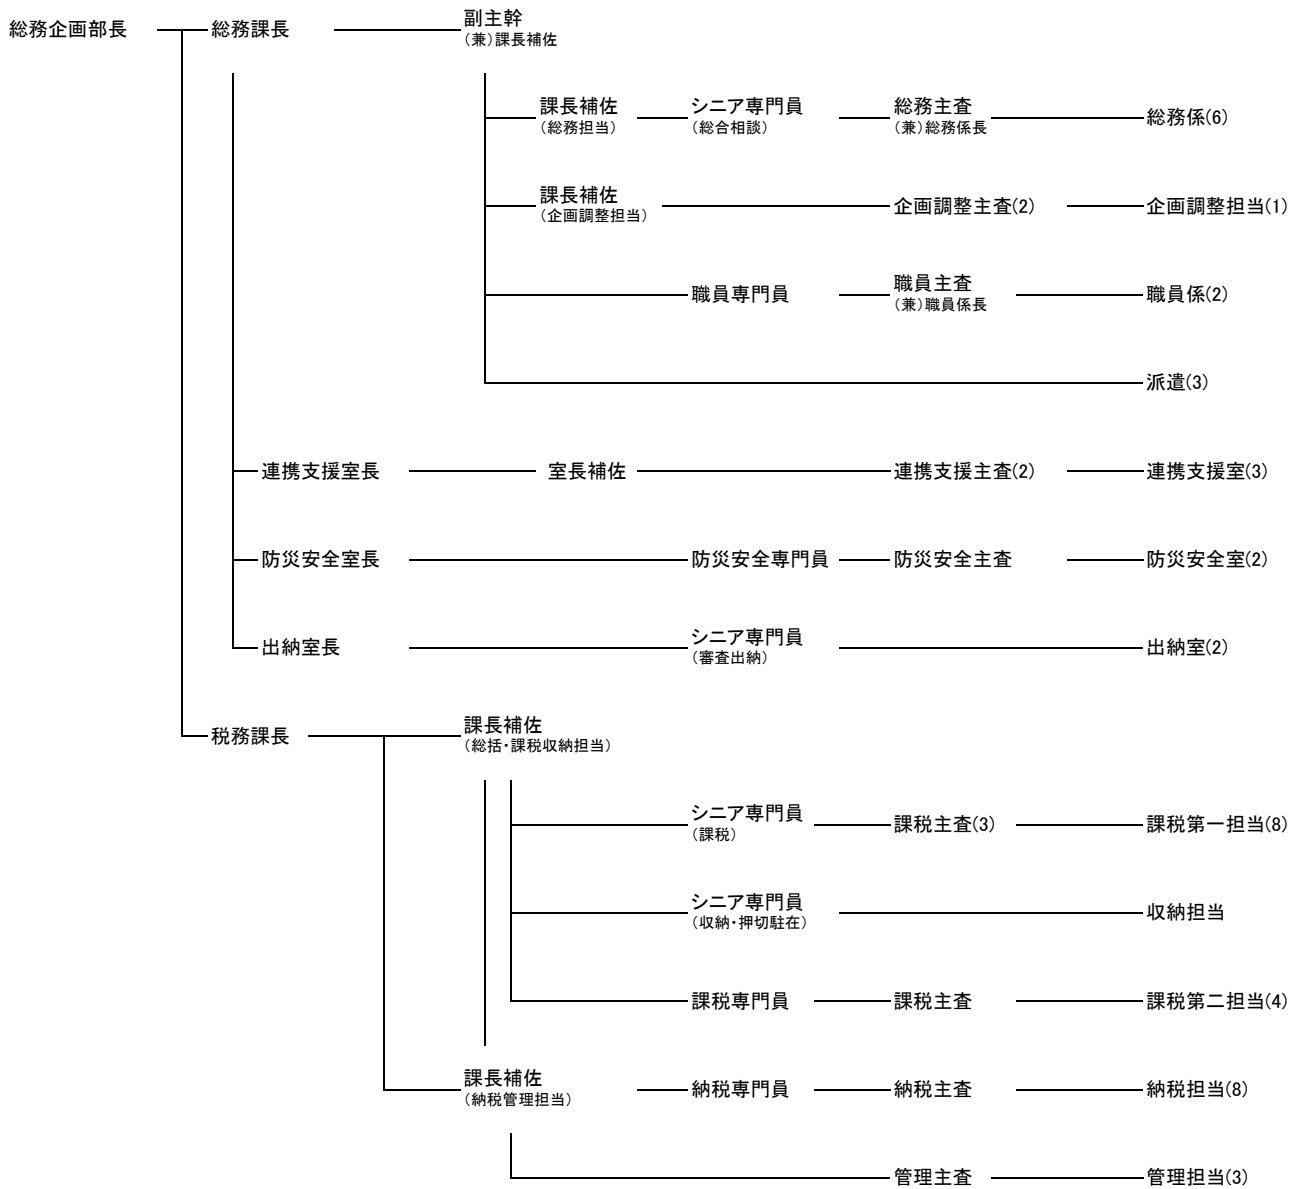 総務企画部長
総務課長
副主幹
(兼)課長補佐
課長補佐
(総務担当)
シニア専門員
(総合相談)
総務主査
(兼)総務係長
総務係(6)
課長補佐
(企画調整担当)
企画調整主査(2)
企画調整担当(1)
職員専門員
職員主査
(兼)職員係長
職員係(2)
派遣(3)
連携支援室長
室長補佐
連携支援主査(2)
連携支援室(3)
防災安全室長
防災安全専門員
防災安全主査
防災安全室(2)
出納室長
シニア専門員
(審査出納)
出納室(2)
税務課長
課長補佐
(総括・課税収納担当)
シニア専門員
(課税)
課税主査(3)
課税第一担当(8)
シニア専門員
(収納・押切駐在)
収納担当
課税専門員
課税主査
課税第二担当(4)
課長補佐
(納税管理担当)
納税専門員
納税主査
納税担当(8)
管理主査
管理担当(3)